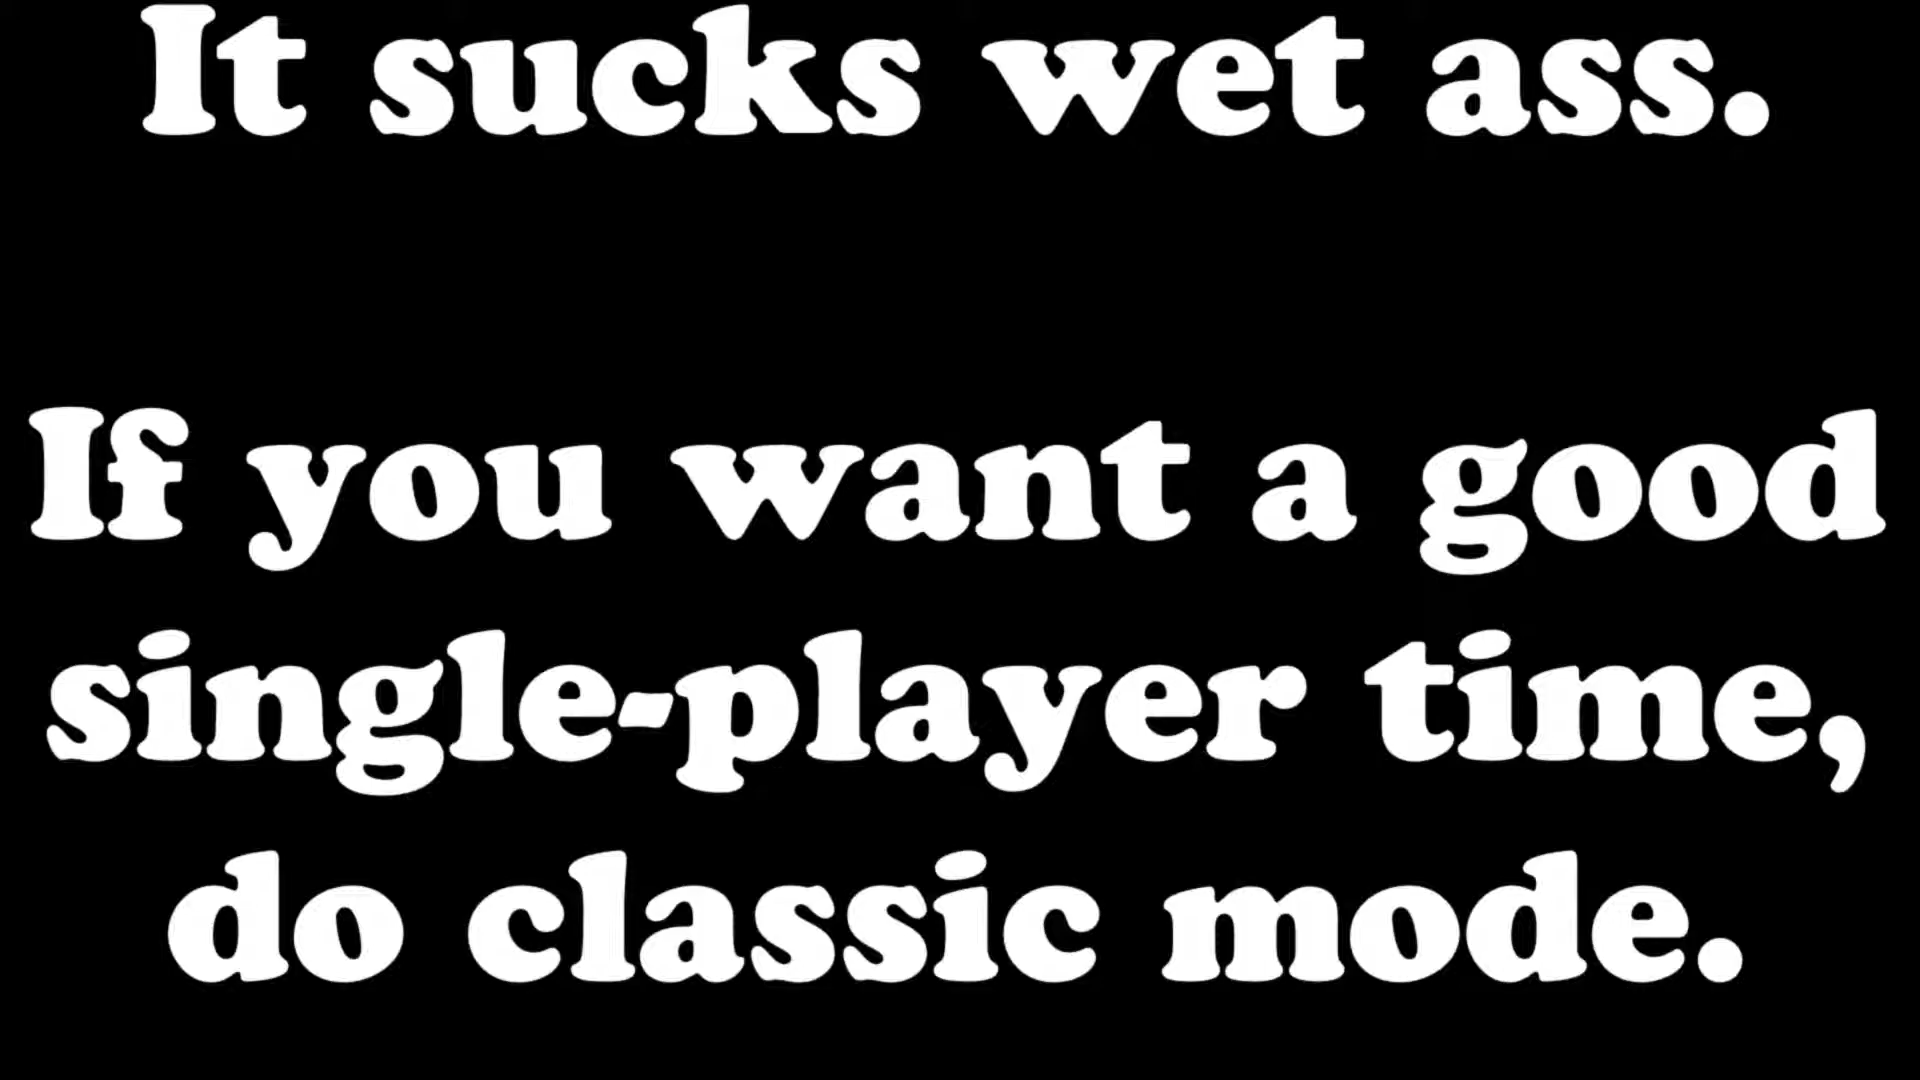 It sucks wet ass.
If you want a good
single-player time,
do classic mode.